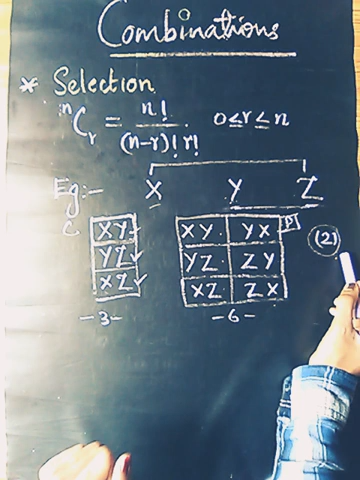 Combinations
* Selection
ⁿCᵣ = n! / (n-r)! r!   0≤r≤n
Eg:- X Y Z
C
XY
YZ
XZ
-3-
XY YX P
YZ ZY
XZ ZX
-6-
(2)